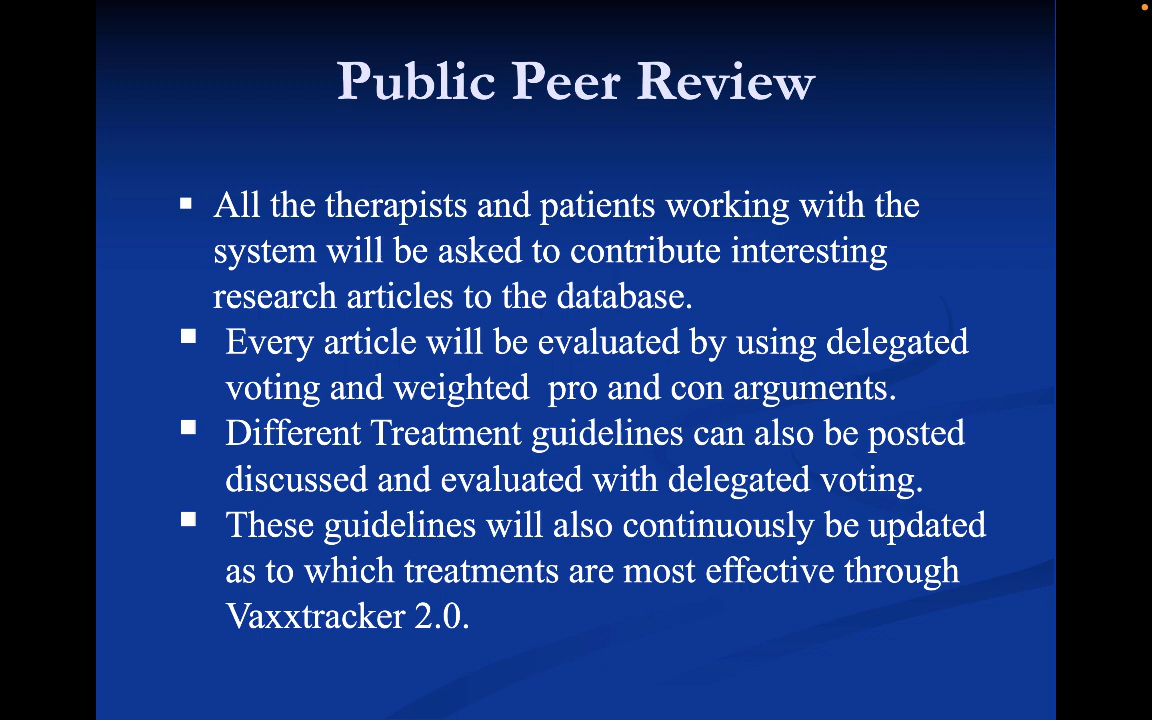 Public Peer Review
▪ All the therapists and patients working with the
system will be asked to contribute interesting
research articles to the database.
▪ Every article will be evaluated by using delegated
voting and weighted  pro and con arguments.
▪ Different Treatment guidelines can also be posted
discussed and evaluated with delegated voting.
▪ These guidelines will also continuously be updated
as to which treatments are most effective through
Vaxxtracker 2.0.